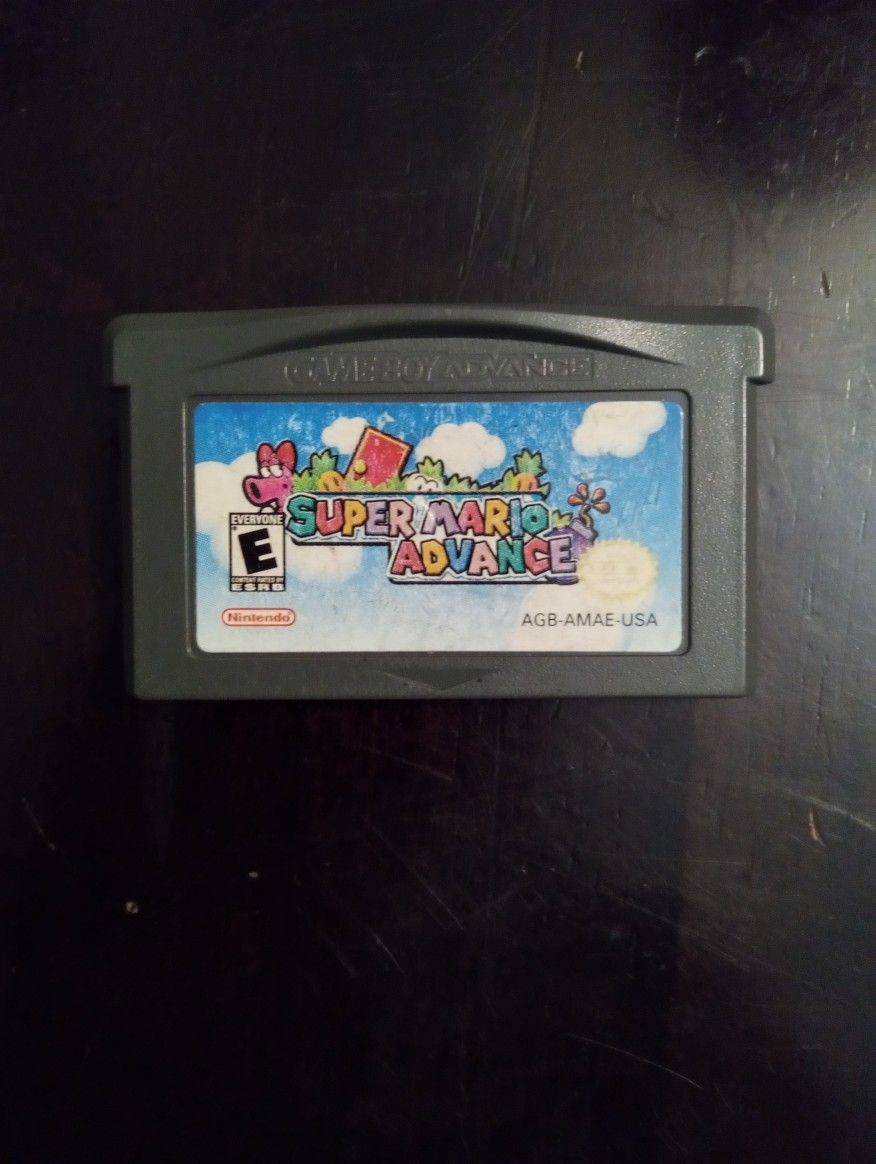 GAME BOY ADVANCE
SUPER MARIO
ADVANCE
EVERYONE
E
CONTENT RATED BY
ESRB
Nintendo
AGB-AMAE-USA